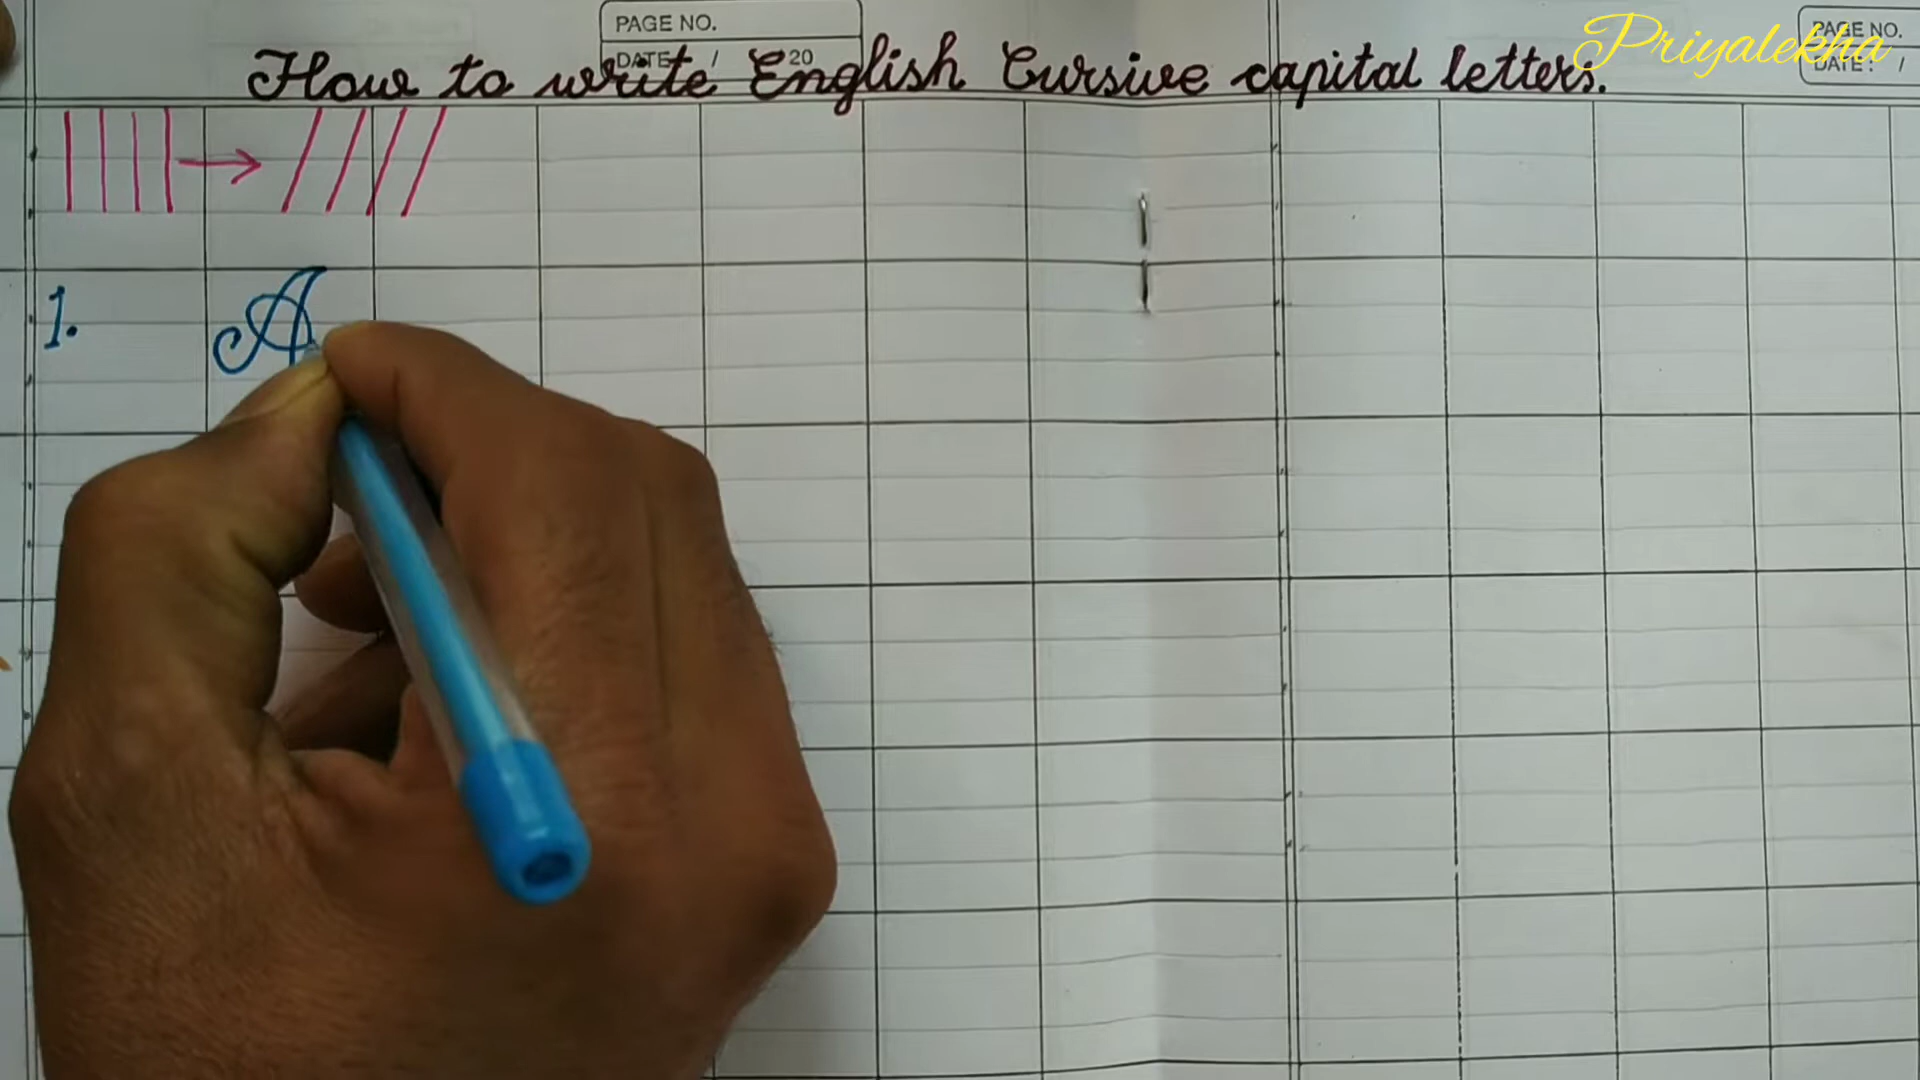 PAGE NO.
DATE / 20
PAGE NO.
DATE: /
Priyalekha
How to write English Cursive capital letters.
1. A